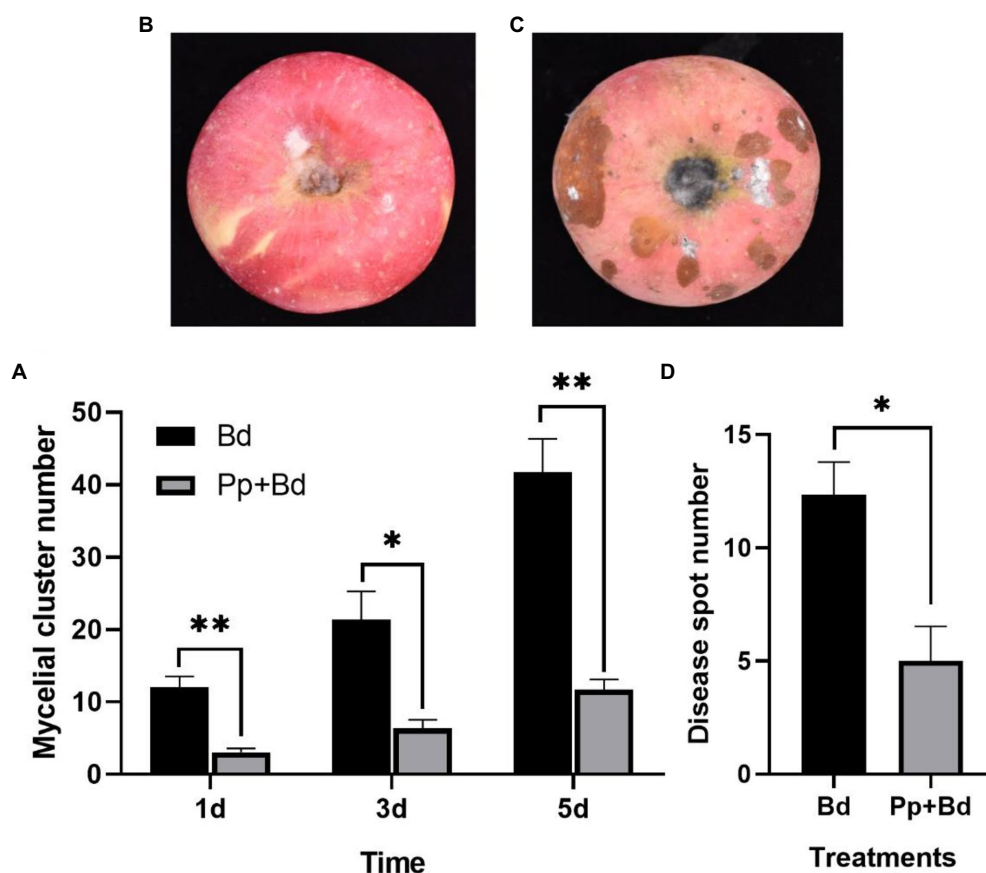 B
C
A
Mycelial cluster number
50
40
30
20
10
0
Bd
Pp+Bd
**
*
**
1d
3d
5d
Time
D
Disease spot number
15
10
5
0
*
Bd
Pp+Bd
Treatments